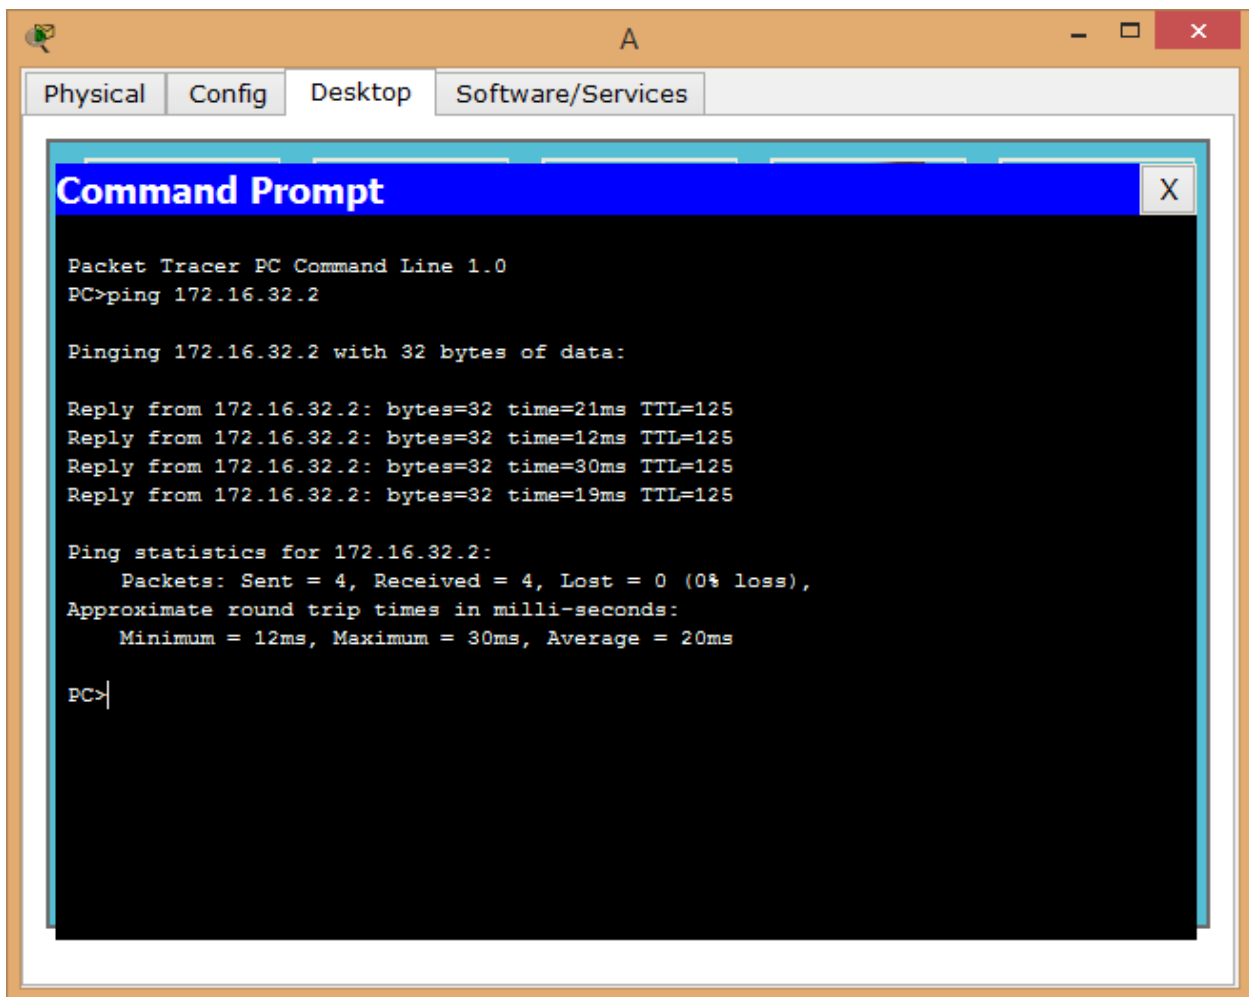 A
Physical Config Desktop Software/Services
Command Prompt X
Packet Tracer PC Command Line 1.0
PC>ping 172.16.32.2
Pinging 172.16.32.2 with 32 bytes of data:
Reply from 172.16.32.2: bytes=32 time=21ms TTL=125
Reply from 172.16.32.2: bytes=32 time=12ms TTL=125
Reply from 172.16.32.2: bytes=32 time=30ms TTL=125
Reply from 172.16.32.2: bytes=32 time=19ms TTL=125
Ping statistics for 172.16.32.2:
Packets: Sent = 4, Received = 4, Lost = 0 (0% loss),
Approximate round trip times in milli-seconds:
Minimum = 12ms, Maximum = 30ms, Average = 20ms
PC>